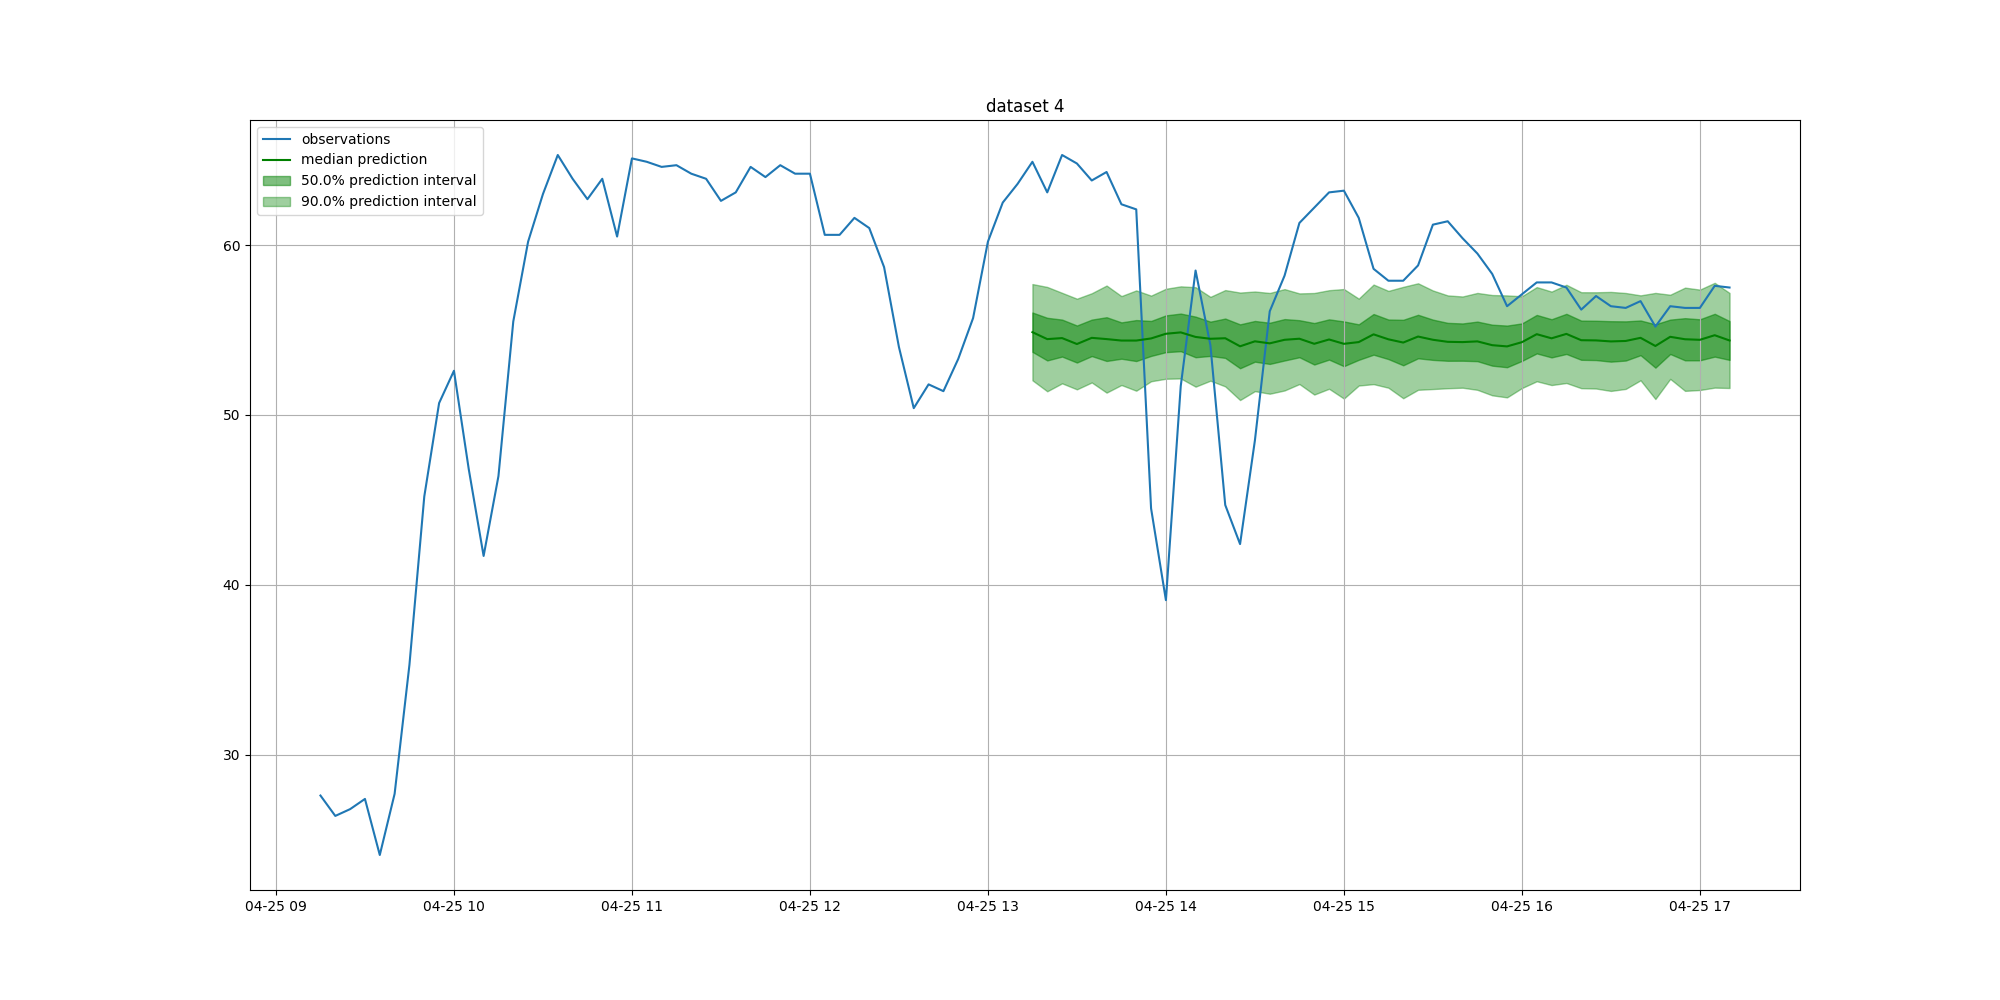 dataset 4
observations
median prediction
50.0% prediction interval
90.0% prediction interval
60
50
40
30
04-25 09
04-25 10
04-25 11
04-25 12
04-25 13
04-25 14
04-25 15
04-25 16
04-25 17